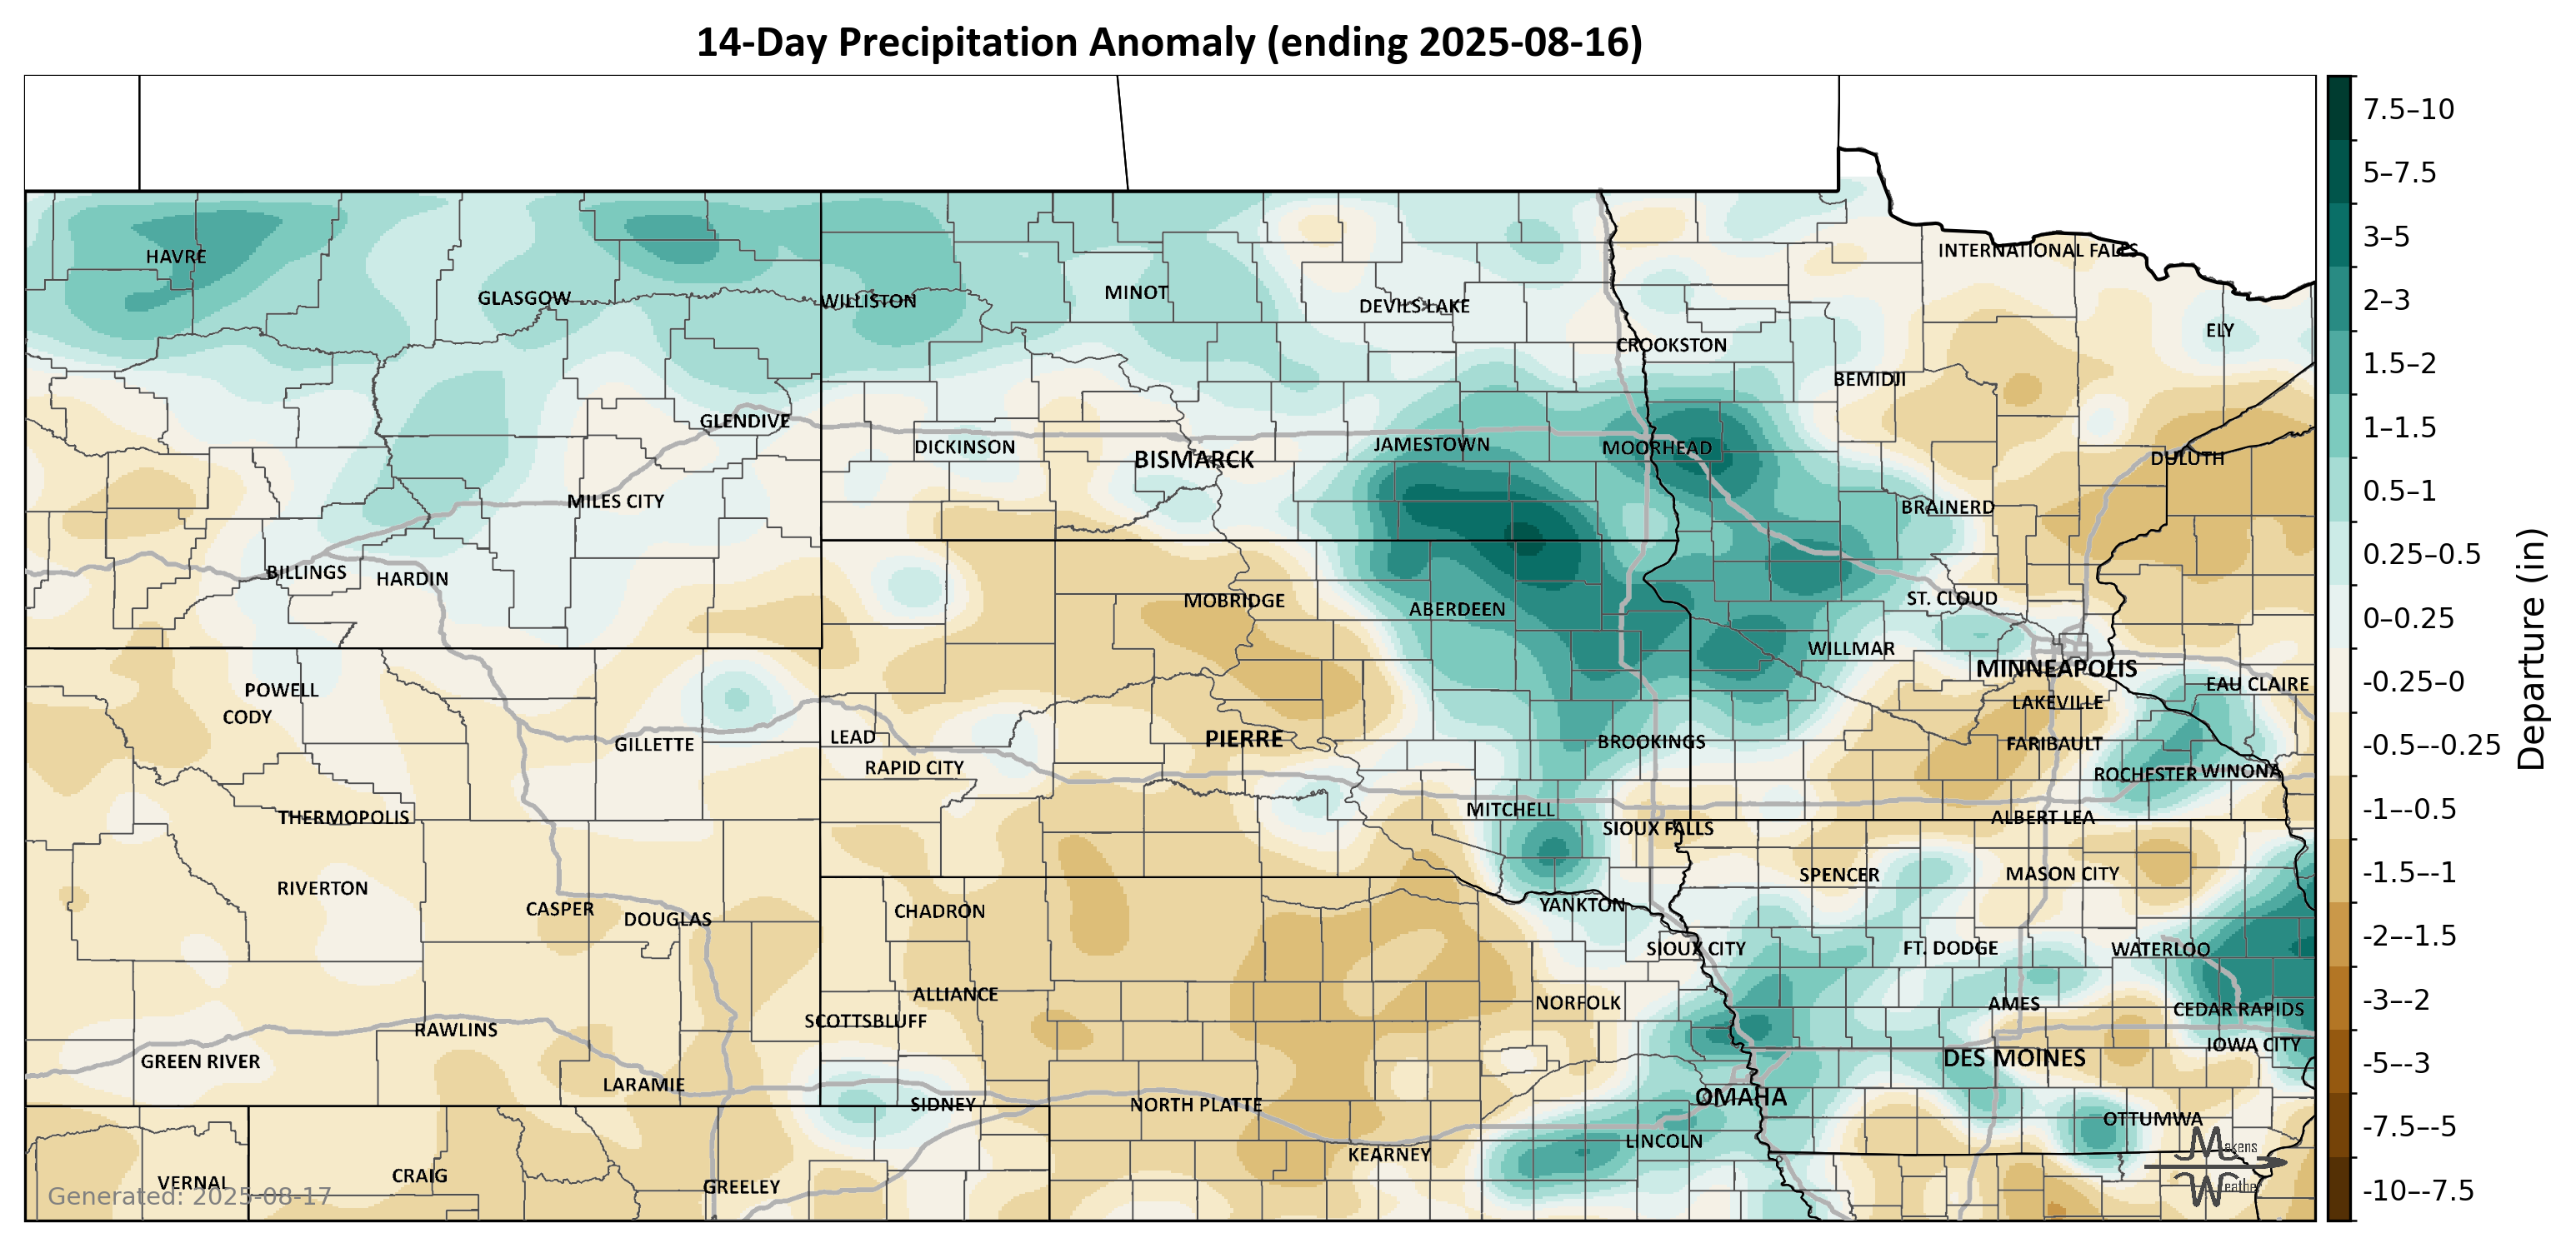 14-Day Precipitation Anomaly (ending 2025-08-16)
HAVRE
GLASGOW
WILLISTON
MINOT
DEVILS LAKE
INTERNATIONAL FALLS
ELY
CROOKSTON
BEMIDJI
GLENDIVE
DICKINSON
BISMARCK
JAMESTOWN
MOORHEAD
DULUTH
MILES CITY
BRAINERD
BILLINGS
HARDIN
MOBRIDGE
ABERDEEN
ST. CLOUD
WILLMAR
MINNEAPOLIS
EAU CLAIRE
POWELL
CODY
LAKEVILLE
GILLETTE
LEAD
PIERRE
BROOKINGS
FARIBAULT
RAPID CITY
ROCHESTER
WINONA
THERMOPOLIS
MITCHELL
SIOUX FALLS
ALBERT LEA
RIVERTON
SPENCER
MASON CITY
CASPER
DOUGLAS
CHADRON
YANKTON
SIOUX CITY
FT. DODGE
WATERLOO
ALLIANCE
NORFOLK
AMES
CEDAR RAPIDS
SCOTTSBLUFF
RAWLINS
GREEN RIVER
DES MOINES
IOWA CITY
LARAMIE
SIDNEY
NORTH PLATTE
OMAHA
OTTUMWA
LINCOLN
KEARNEY
VERNAL
CRAIG
GREELEY
Generated: 2025-08-17
Makens
Weather
7.5–10
5–7.5
3–5
2–3
1.5–2
1–1.5
0.5–1
0.25–0.5
0–0.25
-0.25–0
-0.5–-0.25
-1–-0.5
-1.5–-1
-2–-1.5
-3–-2
-5–-3
-7.5–-5
-10–-7.5
Departure (in)